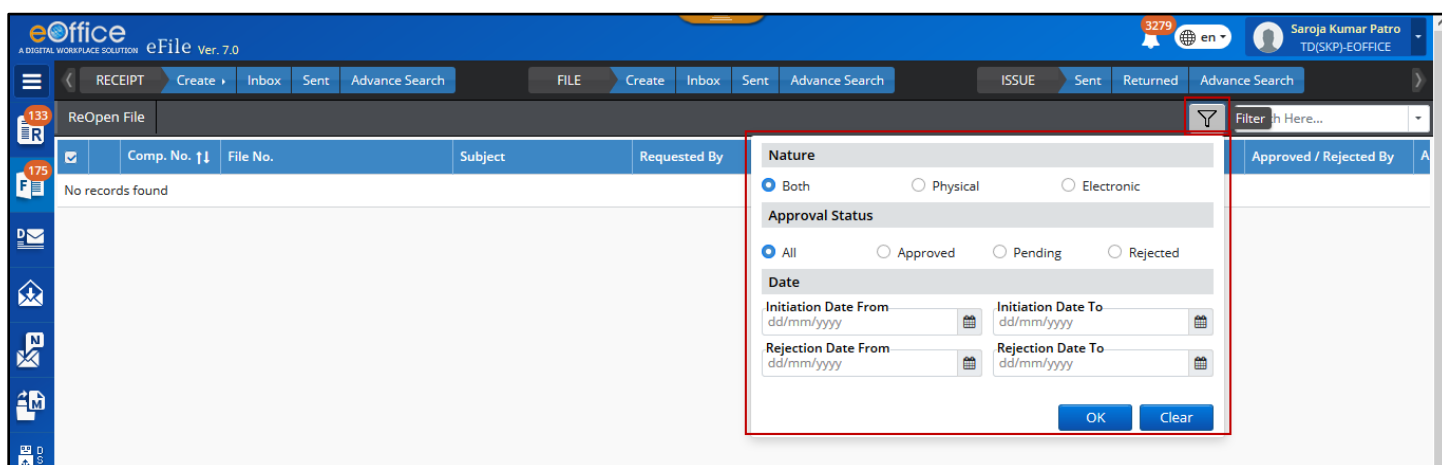 eOffice
A DIGITAL WORKPLACE SOLUTION eFile Ver. 7.0
3279
en
Saroja Kumar Patro
TD(SKP)-EOFFICE
RECEIPT Create Inbox Sent Advance Search FILE Create Inbox Sent Advance Search ISSUE Sent Returned Advance Search
133
R
ReOpen File
Filter
h Here...
Comp. No. File No. Subject Requested By Approved / Rejected By A
175
F
No records found
Nature
Both Physical Electronic
Approval Status
All Approved Pending Rejected
Date
Initiation Date From Initiation Date To
dd/mm/yyyy dd/mm/yyyy
Rejection Date From Rejection Date To
dd/mm/yyyy dd/mm/yyyy
OK Clear
D
N
M
D
S